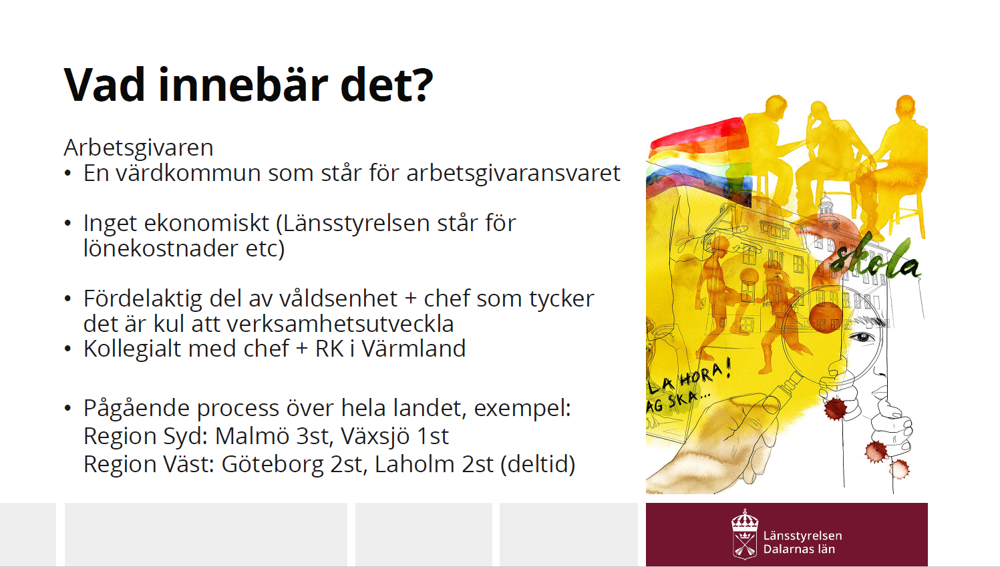 Vad innebär det?
Arbetsgivaren
• En värdkommun som står för arbetsgivaransvaret
• Inget ekonomiskt (Länsstyrelsen står för
lönekostnader etc)
• Fördelaktig del av våldsenhet + chef som tycker
det är kul att verksamhetsutveckla
• Kollegialt med chef + RK i Värmland
• Pågående process över hela landet, exempel:
Region Syd: Malmö 3st, Växsjö 1st
Region Väst: Göteborg 2st, Laholm 2st (deltid)
skola
LA HORA!
AG SKA...
Länsstyrelsen
Dalarnas län